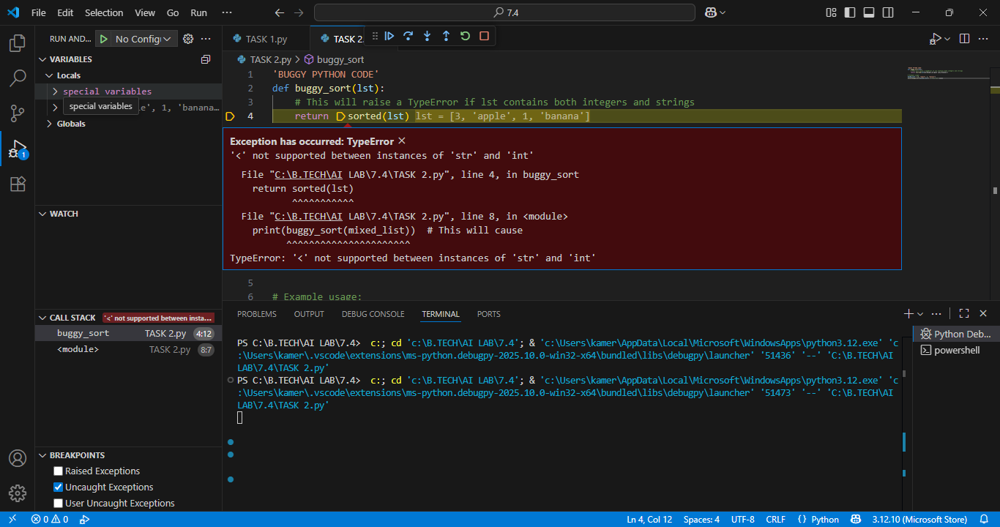 File Edit Selection View Go Run ··· 7.4
RUN AND... No Config
TASK 1.py TASK 2.
VARIABLES
Locals
special variables
special variables
le', 1, 'banana…
Globals
WATCH
CALL STACK '<' not supported between insta...
buggy_sort TASK 2.py 4:12
<module> TASK 2.py 8:7
BREAKPOINTS
Raised Exceptions
Uncaught Exceptions
User Uncaught Exceptions
TASK 2.py > buggy_sort
1 'BUGGY PYTHON CODE'
2 def buggy_sort(lst):
3 # This will raise a TypeError if lst contains both integers and strings
4 return sorted(lst) lst = [3, 'apple', 1, 'banana']
Exception has occurred: TypeError ×
'<' not supported between instances of 'str' and 'int'
File "C:\B.TECH\AI LAB\7.4\TASK 2.py", line 4, in buggy_sort
return sorted(lst)
^^^^^^^^^^^
File "C:\B.TECH\AI LAB\7.4\TASK 2.py", line 8, in <module>
print(buggy_sort(mixed_list)) # This will cause
^^^^^^^^^^^^^^^^^^^^^^
TypeError: '<' not supported between instances of 'str' and 'int'
5
6 # Example usage:
PROBLEMS OUTPUT DEBUG CONSOLE TERMINAL PORTS
PS C:\B.TECH\AI LAB\7.4> c:; cd 'c:\B.TECH\AI LAB\7.4'; & 'c:\Users\kamer\AppData\Local\Microsoft\WindowsApps\python3.12.exe' 'c
:\Users\kamer\.vscode\extensions\ms-python.debugpy-2025.10.0-win32-x64\bundled\libs\debugpy\launcher' '51436' '--' 'C:\B.TECH\AI
LAB\7.4\TASK 2.py'
PS C:\B.TECH\AI LAB\7.4> c:; cd 'c:\B.TECH\AI LAB\7.4'; & 'c:\Users\kamer\AppData\Local\Microsoft\WindowsApps\python3.12.exe' 'c
:\Users\kamer\.vscode\extensions\ms-python.debugpy-2025.10.0-win32-x64\bundled\libs\debugpy\launcher' '51473' '--' 'C:\B.TECH\AI
LAB\7.4\TASK 2.py'
Python Deb...
powershell
1
0 0 Ln 4, Col 12 Spaces: 4 UTF-8 CRLF {} Python 3.12.10 (Microsoft Store)